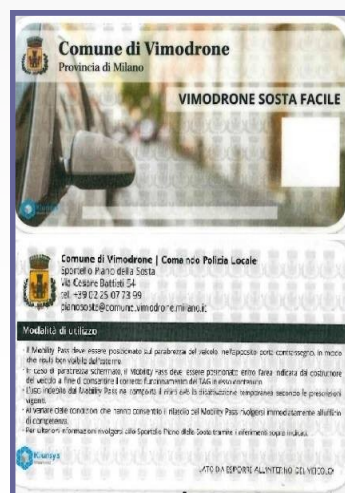 Comune di Vimodrone
Provincia di Milano
VIMODRONE SOSTA FACILE
Comune di Vimodrone | Comando Polizia Locale
Sportello Piano della Sosta
Via Cesare Battisti 54
tel. +39 02 25 07 73 99
pianososta@comune.vimodrone.milano.it
Modalità di utilizzo
· Il Mobility Pass deve essere posizionato sul parabrezza del veicolo nell'apposito porta contrassegno, in modo
che risulti ben visibile dall'esterno.
· In caso di parabrezza schermato, il Mobility Pass deve essere posizionato entro l'area indicata dal costruttore
del veicolo al fine di consentire il corretto funzionamento del TAG in esso contenuto.
· L'uso indebito del Mobility Pass ne comporta il ritiro e/o la disattivazione temporanea secondo le prescrizioni
vigenti.
· Al variare delle condizioni che hanno consentito il rilascio del Mobility Pass rivolgersi immediatamente all'ufficio
di competenza.
· Per ulteriori informazioni rivolgersi allo Sportello Piano della Sosta tramite i riferimenti sopra indicati.
Kiunsys
LATO DA ESPORRE ALL'INTERNO DEL VEICOLO